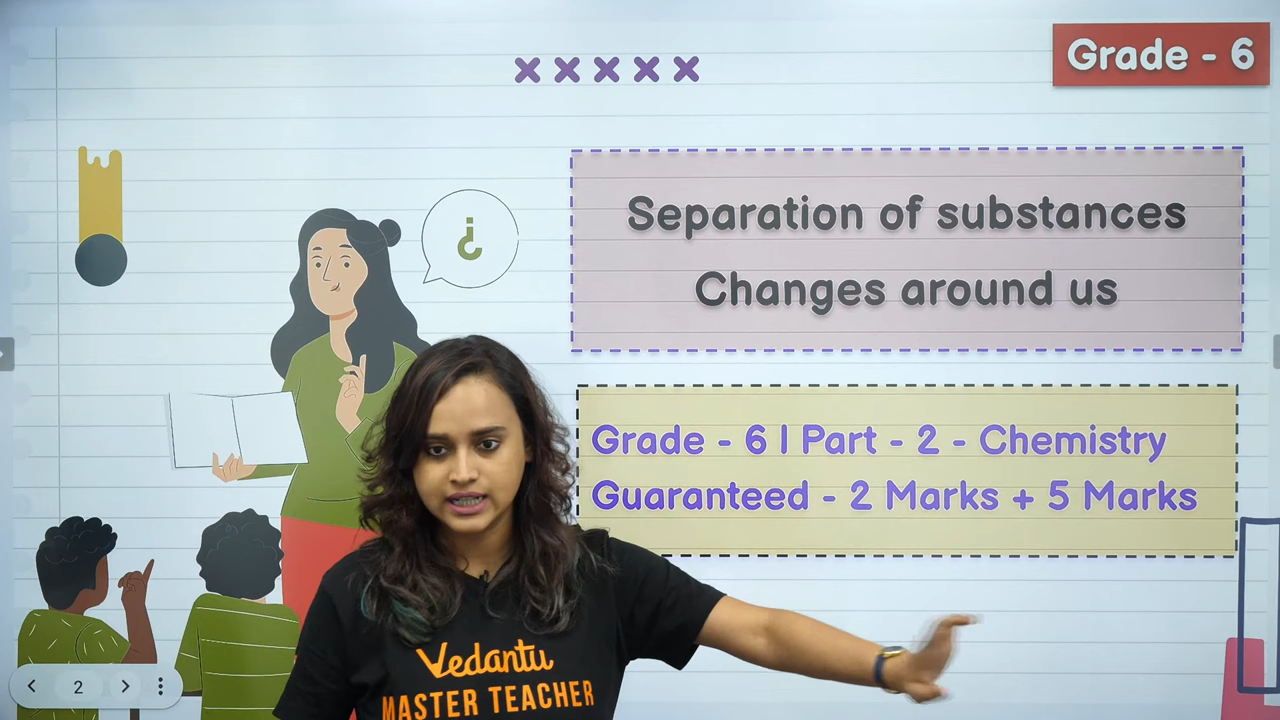 Grade - 6
Separation of substances
Changes around us
Grade - 6 | Part - 2 - Chemistry
Guaranteed - 2 Marks + 5 Marks
¿
Vedantu
MASTER TEACHER
2